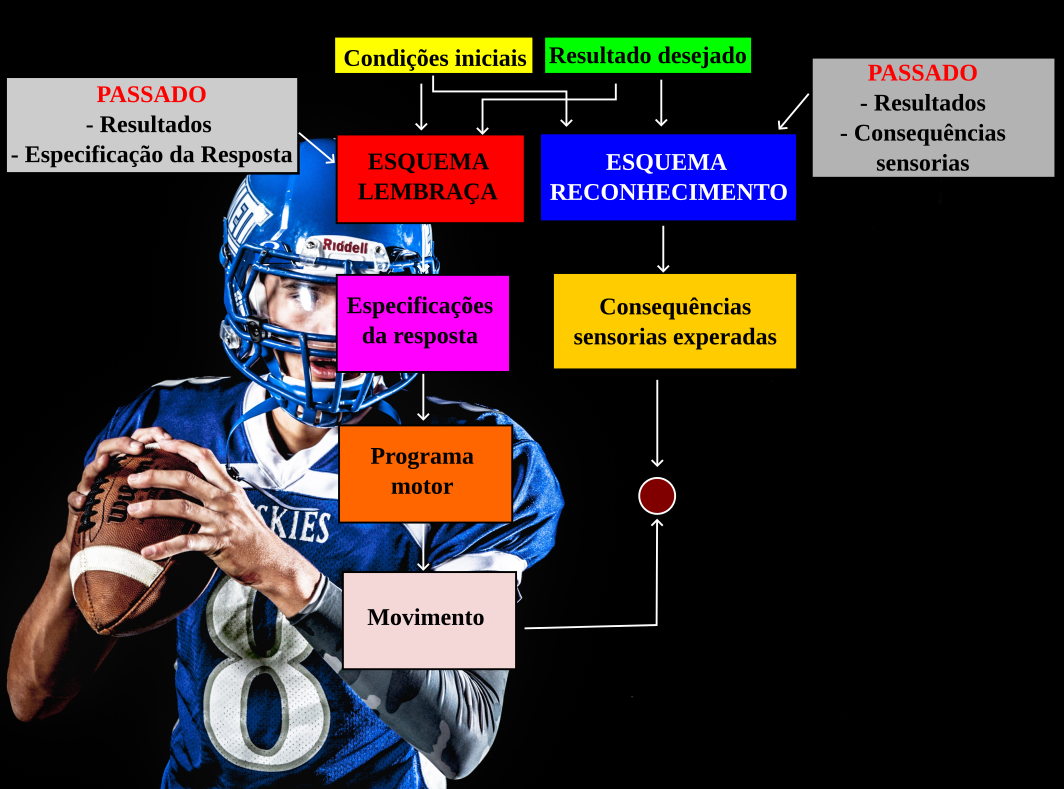 Condições iniciais
Resultado desejado
PASSADO
- Resultados
- Especificação da Resposta
PASSADO
- Resultados
- Consequências
sensorias
ESQUEMA
LEMBRAÇA
ESQUEMA
RECONHECIMENTO
Riddell
Especificações
da resposta
Consequências
sensorias experadas
Programa
motor
SKIES
Movimento
8